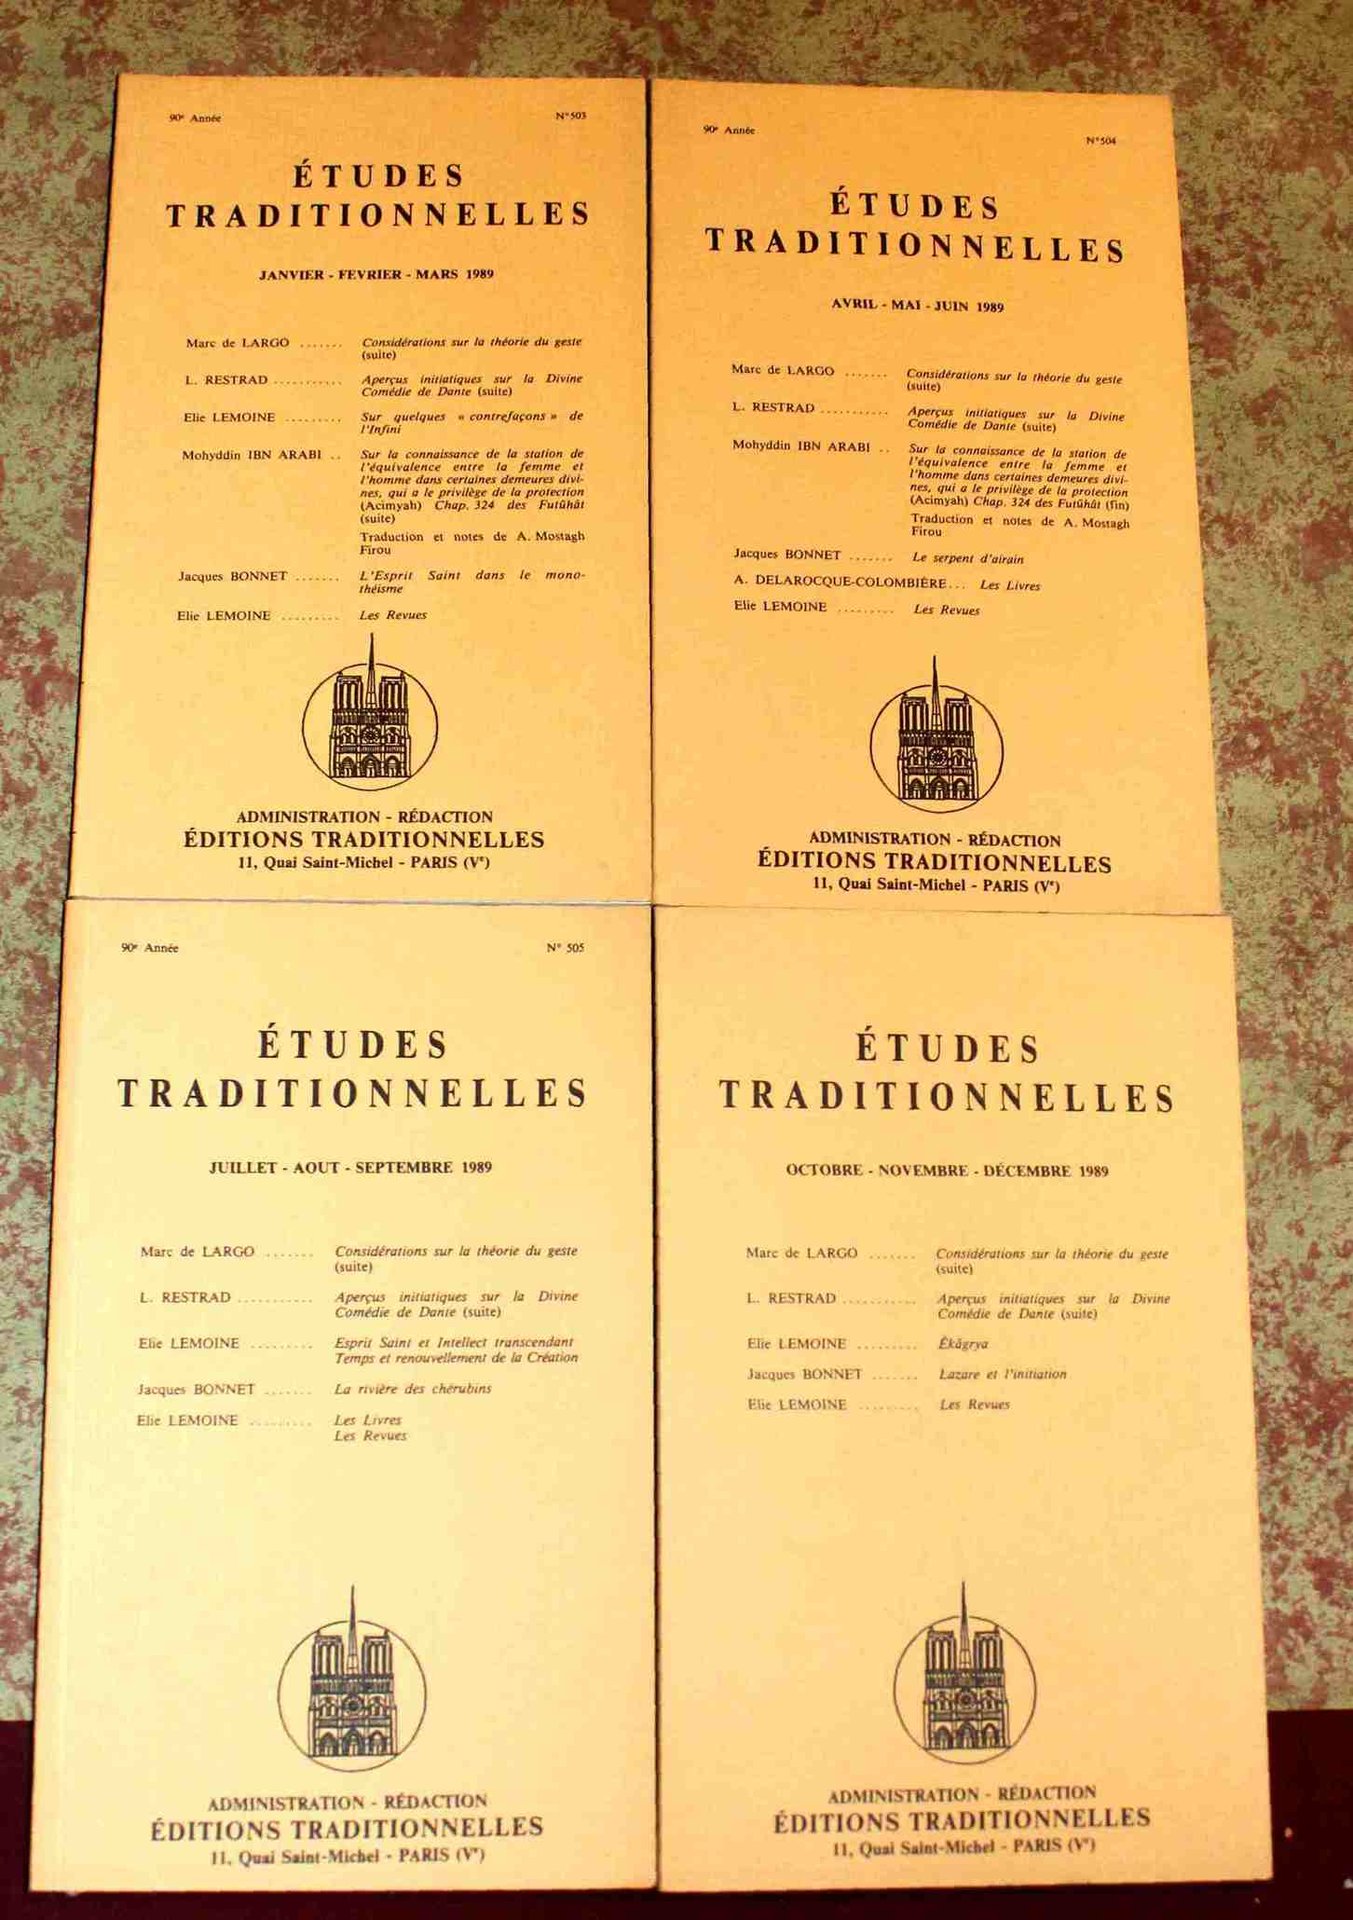 90e Année N°503
ÉTUDES
TRADITIONNELLES
JANVIER - FEVRIER - MARS 1989
Marc de LARGO ....... Considérations sur la théorie du geste
(suite)
L. RESTRAD ........... Aperçus initiatiques sur la Divine
Comédie de Dante (suite)
Elie LEMOINE ......... Sur quelques « contrefaçons » de
l'Infini
Mohyddin IBN ARABI .. Sur la connaissance de la station de
l'équivalence entre la femme et
l'homme dans certaines demeures divi-
nes, qui a le privilège de la protection
(Acimyah) Chap. 324 des Futûhât
(suite)
Traduction et notes de A. Mostagh
Firou
Jacques BONNET ....... L'Esprit Saint dans le mono-
théisme
Elie LEMOINE ......... Les Revues
ADMINISTRATION - RÉDACTION
ÉDITIONS TRADITIONNELLES
11, Quai Saint-Michel - PARIS (Ve)
90e Année N°504
ÉTUDES
TRADITIONNELLES
AVRIL - MAI - JUIN 1989
Marc de LARGO ....... Considérations sur la théorie du geste
(suite)
L. RESTRAD ........... Aperçus initiatiques sur la Divine
Comédie de Dante (suite)
Mohyddin IBN ARABI .. Sur la connaissance de la station de
l'équivalence entre la femme et
l'homme dans certaines demeures divi-
nes, qui a le privilège de la protection
(Acimyah) Chap. 324 des Futûhât (fin)
Traduction et notes de A. Mostagh
Firou
Jacques BONNET ....... Le serpent d'airain
A. DELAROCQUE-COLOMBIÈRE... Les Livres
Elie LEMOINE ......... Les Revues
ADMINISTRATION - RÉDACTION
ÉDITIONS TRADITIONNELLES
11, Quai Saint-Michel - PARIS (Ve)
90e Année N° 505
ÉTUDES
TRADITIONNELLES
JUILLET - AOUT - SEPTEMBRE 1989
Marc de LARGO ....... Considérations sur la théorie du geste
(suite)
L. RESTRAD ........... Aperçus initiatiques sur la Divine
Comédie de Dante (suite)
Elie LEMOINE ......... Esprit Saint et Intellect transcendant
Temps et renouvellement de la Création
Jacques BONNET ....... La rivière des chérubins
Elie LEMOINE ......... Les Livres
Les Revues
ADMINISTRATION - RÉDACTION
ÉDITIONS TRADITIONNELLES
11, Quai Saint-Michel - PARIS (Ve)
ÉTUDES
TRADITIONNELLES
OCTOBRE - NOVEMBRE - DÉCEMBRE 1989
Marc de LARGO ....... Considérations sur la théorie du geste
(suite)
L. RESTRAD ........... Aperçus initiatiques sur la Divine
Comédie de Dante (suite)
Elie LEMOINE ......... Êkâgrya
Jacques BONNET ....... Lazare et l'initiation
Elie LEMOINE ......... Les Revues
ADMINISTRATION - RÉDACTION
ÉDITIONS TRADITIONNELLES
11, Quai Saint-Michel - PARIS (Ve)